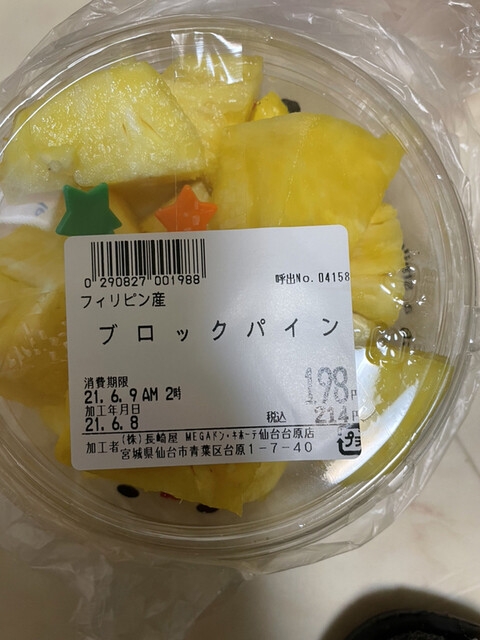 0 290827 001988
呼出No. 04158
フィリピン産
ブロックパイン
消費期限
21. 6. 9 AM 2時
198円
加工年月日
税込 214円
21. 6. 8
加工者 (株)長崎屋 MEGAドン・キホーテ仙台台原店
宮城県仙台市青葉区台原1-7-40
プラ